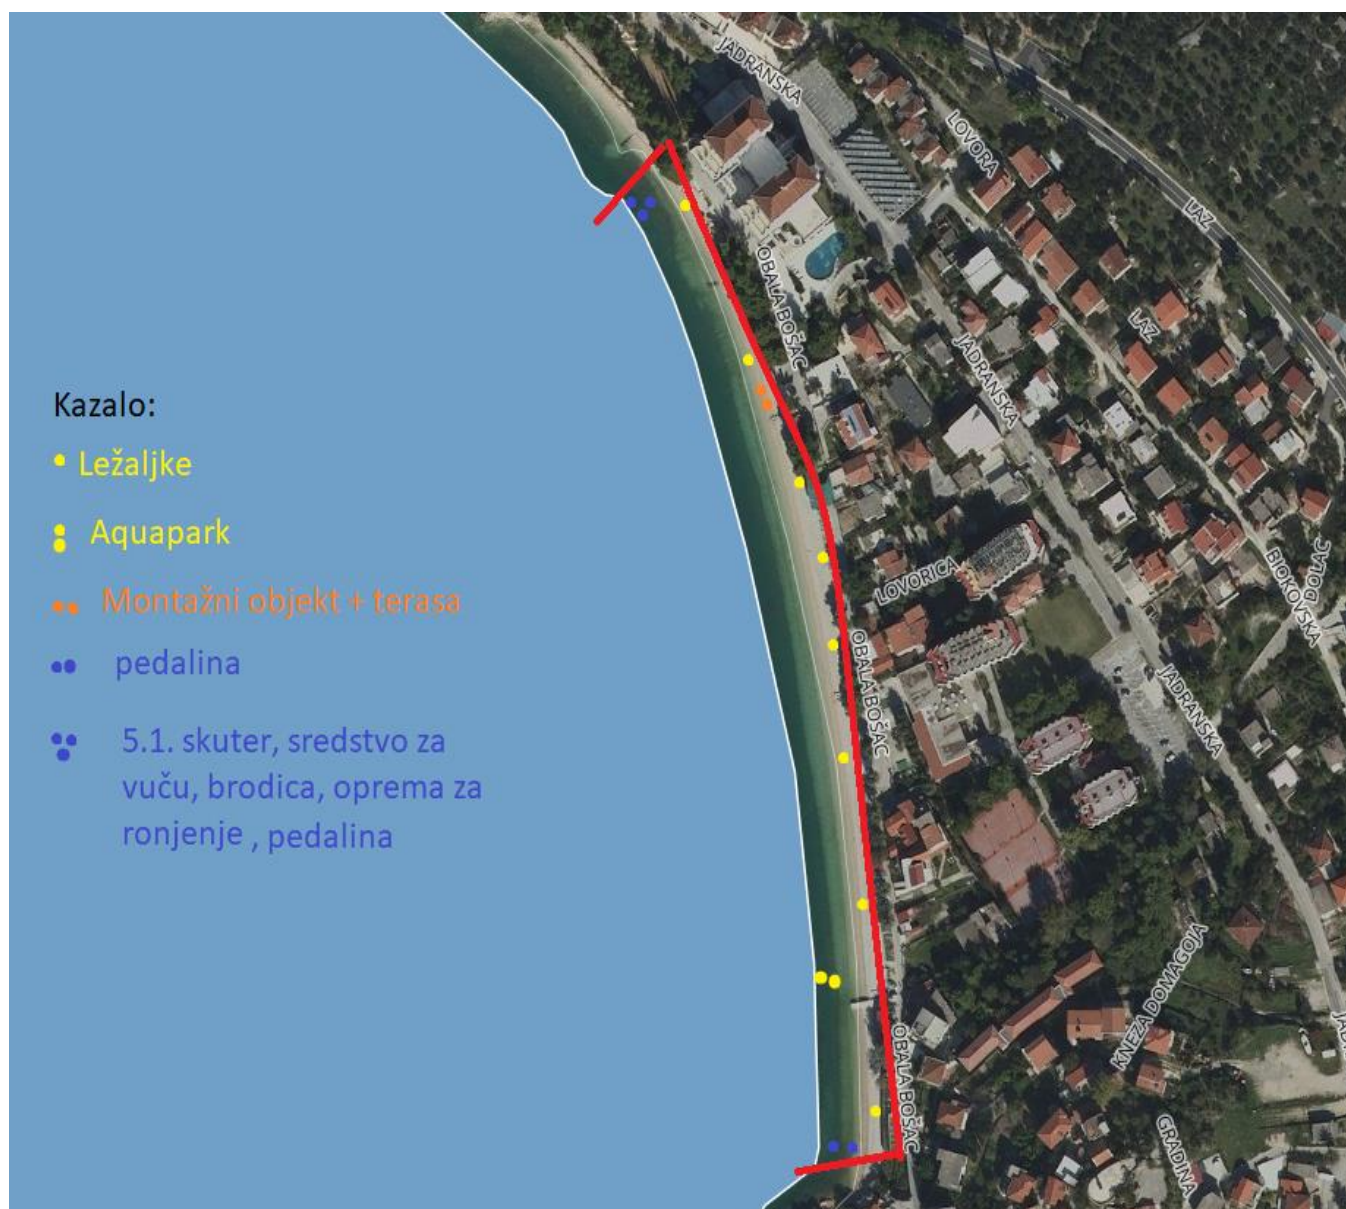 JADRANSKA
LOVORA
LAZ
OBALA BOŠAC
LAZ
JADRANSKA
Kazalo:
Ležaljke
Aquapark
Montažni objekt + terasa
pedalina
5.1. skuter, sredstvo za
vuču, brodica, oprema za
ronjenje , pedalina
LOVORICA
BIOKOVSKA
DOLAC
OBALA BOŠAC
JADRANSKA
KNEZA DOMAGOJA
OBALA BOŠAC
GRADINA